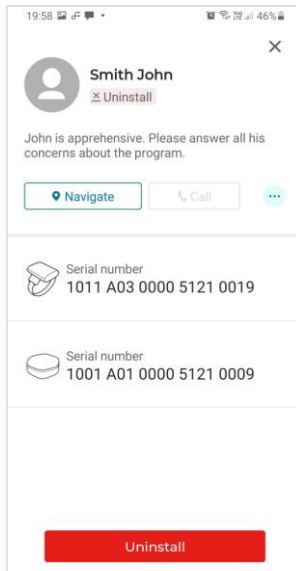 19:58
46%
Smith John
Uninstall
John is apprehensive. Please answer all his
concerns about the program.
Navigate
Call
Serial number
1011 A03 0000 5121 0019
Serial number
1001 A01 0000 5121 0009
Uninstall